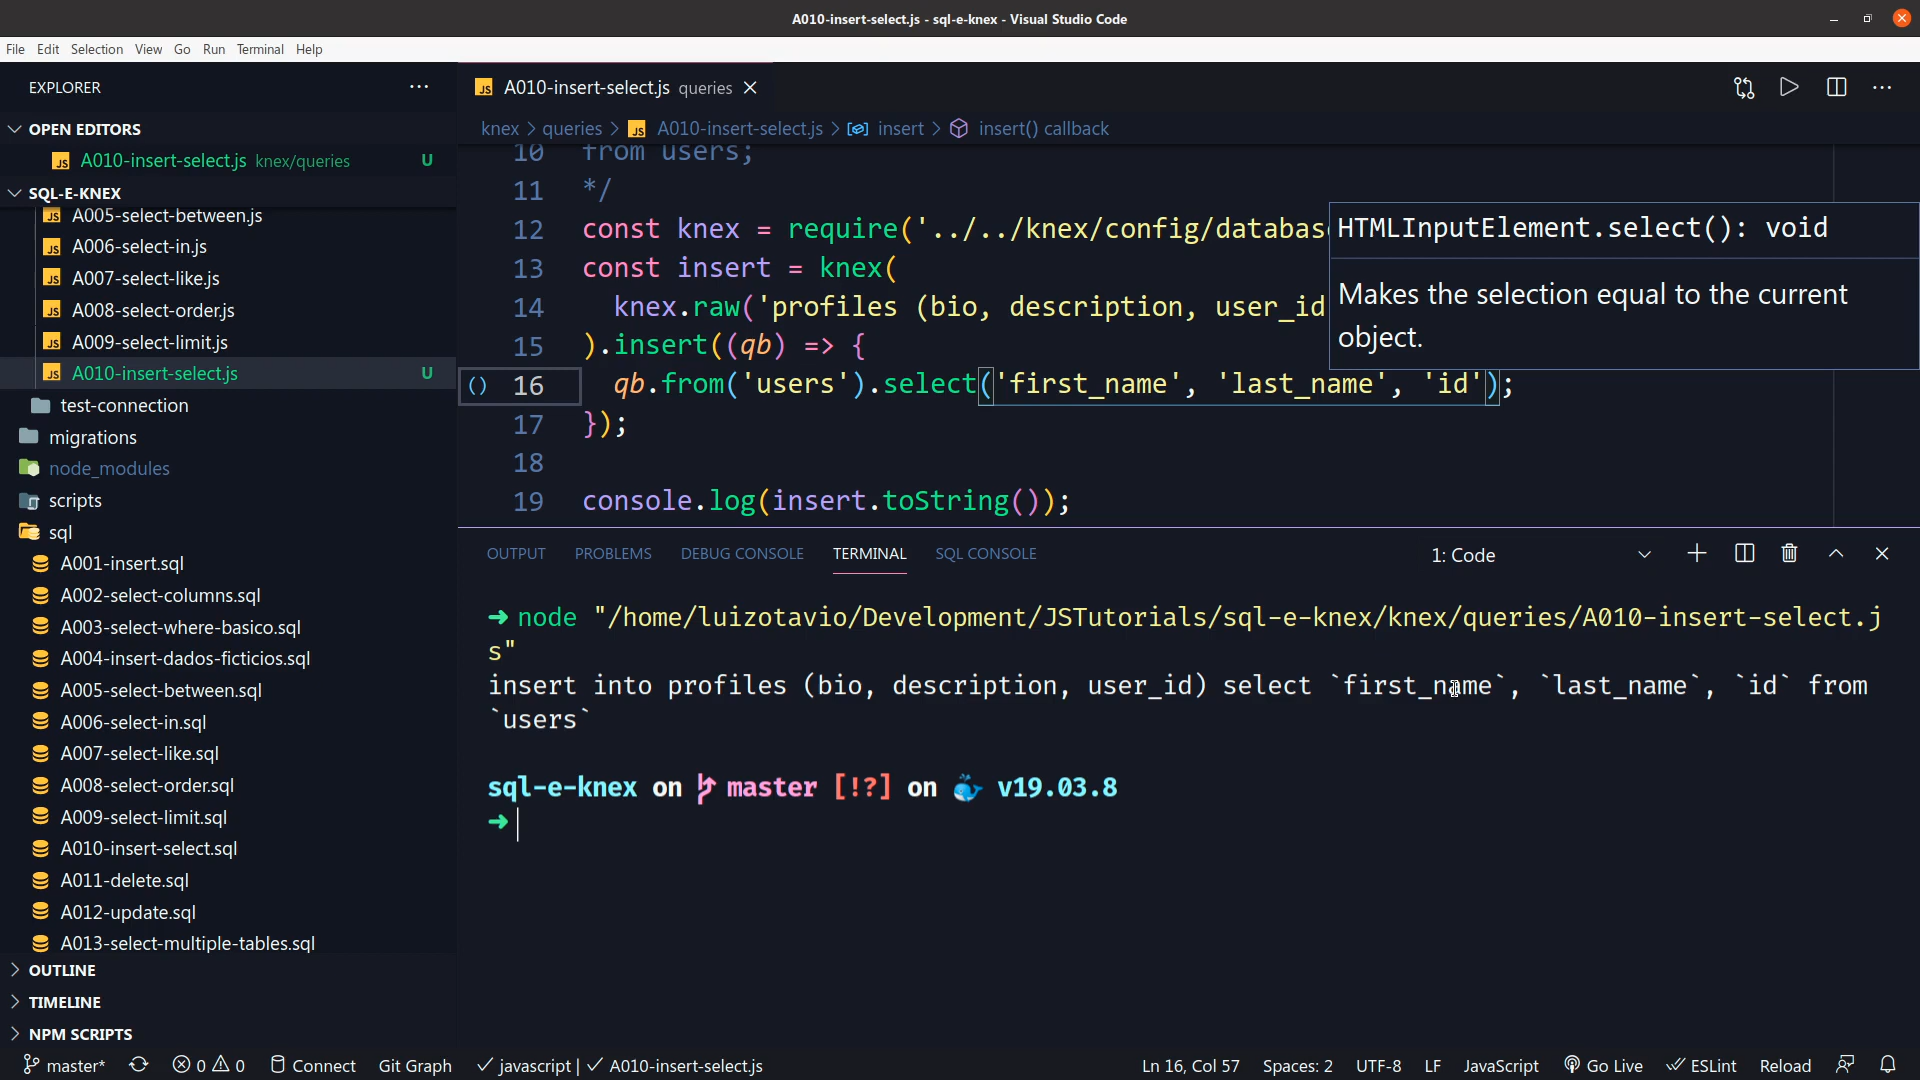 A010-insert-select.js - sql-e-knex - Visual Studio Code
File Edit Selection View Go Run Terminal Help
EXPLORER
OPEN EDITORS
A010-insert-select.js knex/queries U
SQL-E-KNEX
A005-select-between.js
A006-select-in.js
A007-select-like.js
A008-select-order.js
A009-select-limit.js
A010-insert-select.js U
test-connection
migrations
node_modules
scripts
sql
A001-insert.sql
A002-select-columns.sql
A003-select-where-basico.sql
A004-insert-dados-ficticios.sql
A005-select-between.sql
A006-select-in.sql
A007-select-like.sql
A008-select-order.sql
A009-select-limit.sql
A010-insert-select.sql
A011-delete.sql
A012-update.sql
A013-select-multiple-tables.sql
OUTLINE
TIMELINE
NPM SCRIPTS
A010-insert-select.js queries
knex > queries > A010-insert-select.js > insert > insert() callback
10 from users;
11 */
12 const knex = require('../../knex/config/databas
13 const insert = knex(
14 knex.raw('profiles (bio, description, user_id
15 ).insert((qb) => {
16 qb.from('users').select('first_name', 'last_name', 'id');
17 });
18
19 console.log(insert.toString());
HTMLInputElement.select(): void
Makes the selection equal to the current
object.
OUTPUT PROBLEMS DEBUG CONSOLE TERMINAL SQL CONSOLE 1: Code
➜ node "/home/luizotavio/Development/JSTutorials/sql-e-knex/knex/queries/A010-insert-select.j
s"
insert into profiles (bio, description, user_id) select `first_name`, `last_name`, `id` from
`users`
sql-e-knex on master [!?] on 🐳 v19.03.8
➜
master* 0 0 Connect Git Graph ✓ javascript | ✓ A010-insert-select.js Ln 16, Col 57 Spaces: 2 UTF-8 LF JavaScript Go Live ESLint Reload